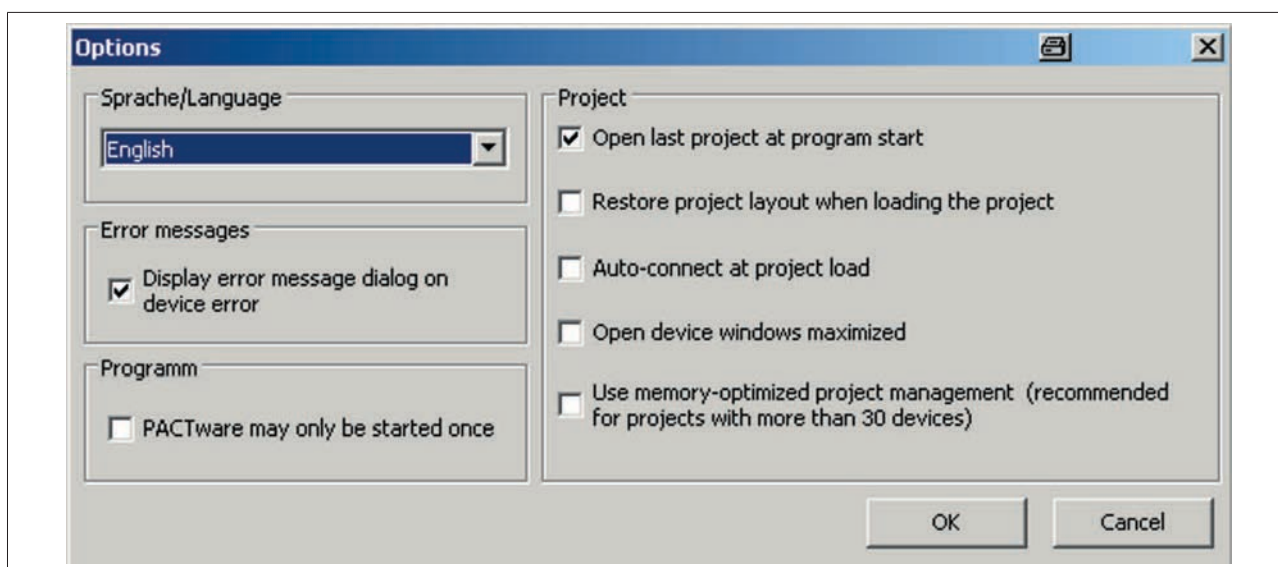 Options
Sprache/Language
English
Error messages
Display error message dialog on
device error
Programm
PACTware may only be started once
Project
Open last project at program start
Restore project layout when loading the project
Auto-connect at project load
Open device windows maximized
Use memory-optimized project management (recommended
for projects with more than 30 devices)
OK
Cancel